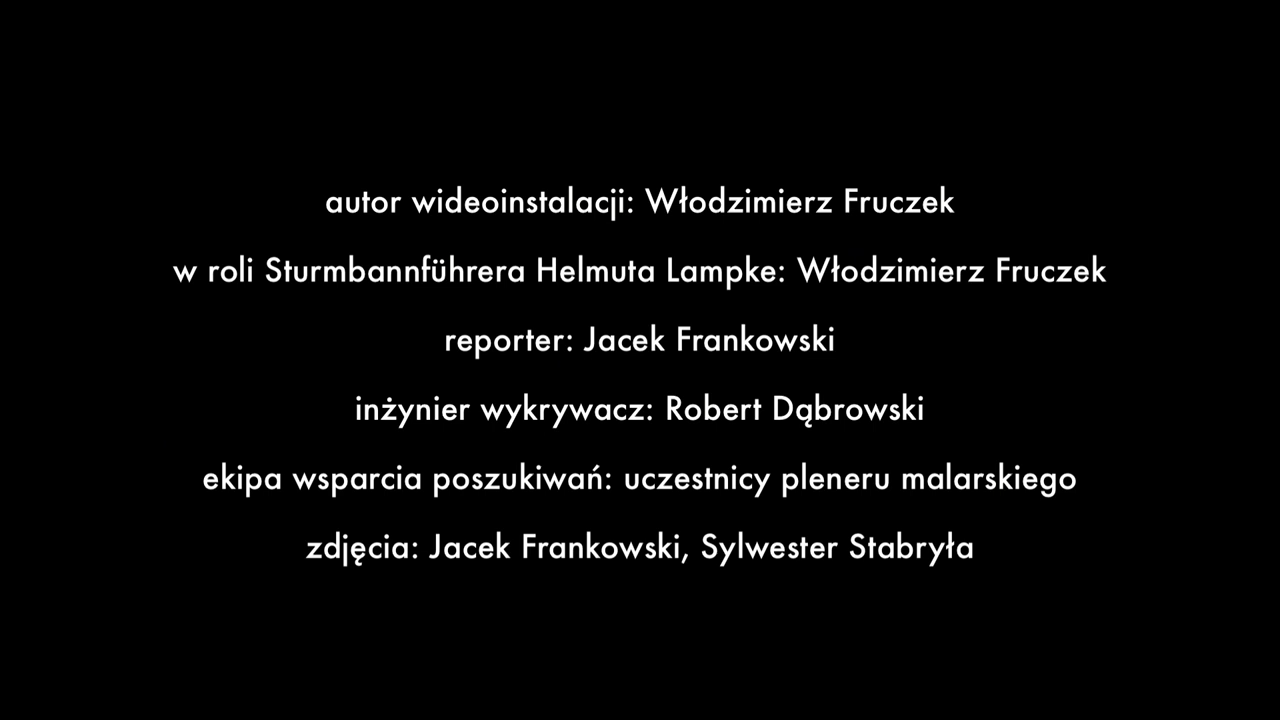 autor wideoinstalacji: Włodzimierz Fruczek
w roli Sturmbannführera Helmuta Lampke: Włodzimierz Fruczek
reporter: Jacek Frankowski
inżynier wykrywacz: Robert Dąbrowski
ekipa wsparcia poszukiwań: uczestnicy pleneru malarskiego
zdjęcia: Jacek Frankowski, Sylwester Stabryła